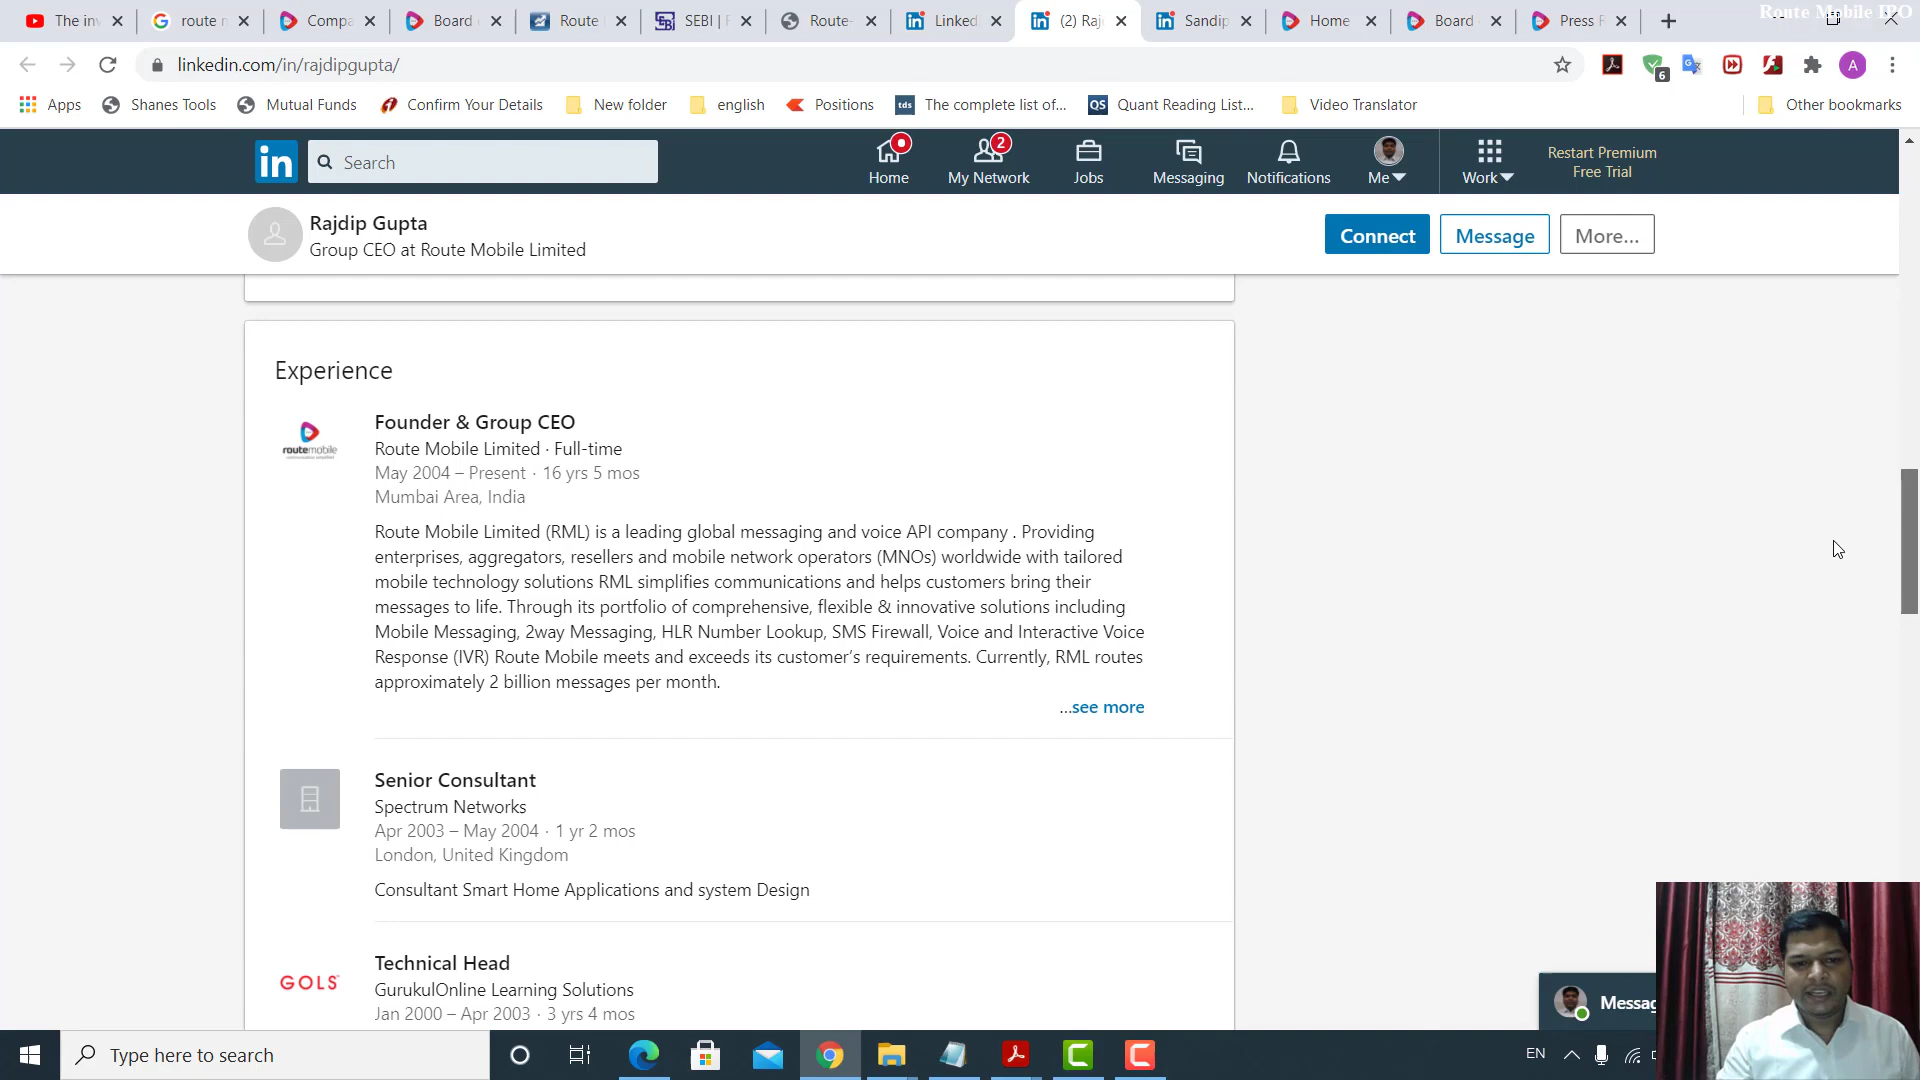 The inv
route m
Compa
Board
Route
SEBI | F
Route-
Linked
(2) Raj
Sandip
Home
Board
Press R
Route Mobile IPO
linkedin.com/in/rajdipgupta/
6
A
Apps
Shanes Tools
Mutual Funds
Confirm Your Details
New folder
english
Positions
tds
The complete list of...
QS
Quant Reading List...
Video Translator
Other bookmarks
in
Search
Home
2
My Network
Jobs
Messaging
Notifications
Me
Work
Restart Premium
Free Trial
Rajdip Gupta
Group CEO at Route Mobile Limited
Connect
Message
More...
Experience
routemobile
Founder & Group CEO
Route Mobile Limited · Full-time
May 2004 – Present · 16 yrs 5 mos
Mumbai Area, India
Route Mobile Limited (RML) is a leading global messaging and voice API company . Providing
enterprises, aggregators, resellers and mobile network operators (MNOs) worldwide with tailored
mobile technology solutions RML simplifies communications and helps customers bring their
messages to life. Through its portfolio of comprehensive, flexible & innovative solutions including
Mobile Messaging, 2way Messaging, HLR Number Lookup, SMS Firewall, Voice and Interactive Voice
Response (IVR) Route Mobile meets and exceeds its customer’s requirements. Currently, RML routes
approximately 2 billion messages per month.
...see more
Senior Consultant
Spectrum Networks
Apr 2003 – May 2004 · 1 yr 2 mos
London, United Kingdom
Consultant Smart Home Applications and system Design
GOLS
Technical Head
GurukulOnline Learning Solutions
Jan 2000 – Apr 2003 · 3 yrs 4 mos
Messag
Type here to search
EN